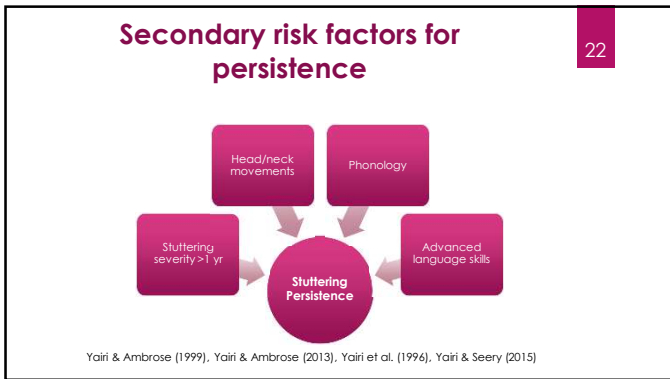 Secondary risk factors for
persistence
22
Head/neck
movements
Phonology
Stuttering
severity >1 yr
Advanced
language skills
Stuttering
Persistence
Yairi & Ambrose (1999), Yairi & Ambrose (2013), Yairi et al. (1996), Yairi & Seery (2015)